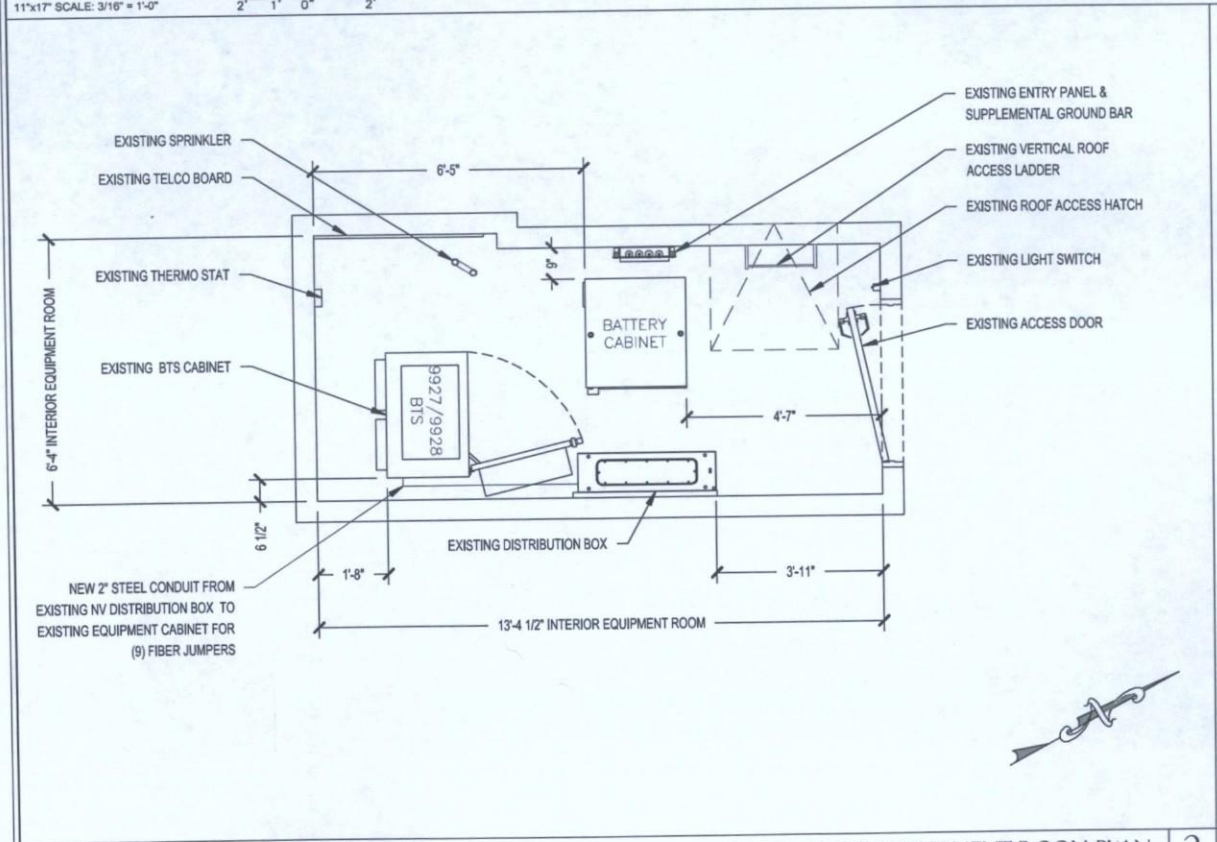 11"x17" SCALE: 3/16" = 1'-0"
2' 1' 0" 2'
EXISTING SPRINKLER
EXISTING TELCO BOARD
EXISTING THERMO STAT
EXISTING BTS CABINET
6'-4" INTERIOR EQUIPMENT ROOM
6'-5"
9"
BATTERY
CABINET
9927/9928
BTS
EXISTING ENTRY PANEL &
SUPPLEMENTAL GROUND BAR
EXISTING VERTICAL ROOF
ACCESS LADDER
EXISTING ROOF ACCESS HATCH
EXISTING LIGHT SWITCH
EXISTING ACCESS DOOR
4'-7"
6 1/2"
EXISTING DISTRIBUTION BOX
1'-8"
3'-11"
13'-4 1/2" INTERIOR EQUIPMENT ROOM
NEW 2" STEEL CONDUIT FROM
EXISTING NV DISTRIBUTION BOX TO
EXISTING EQUIPMENT CABINET FOR
(9) FIBER JUMPERS
N
ROOM PLAN
2